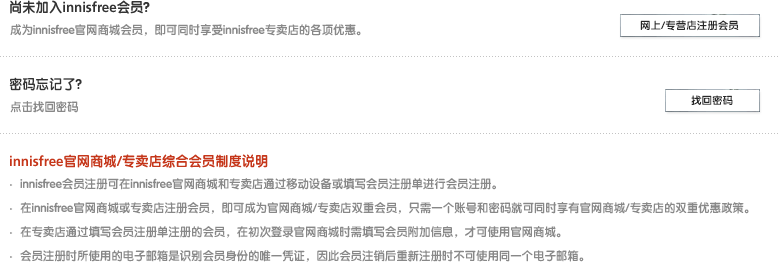 尚未加入innisfree会员?
成为innisfree官网商城会员，即可同时享受innisfree专卖店的各项优惠。
网上/专营店注册会员
密码忘记了?
点击找回密码
找回密码
innisfree官网商城/专卖店综合会员制度说明
· innisfree会员注册可在innisfree官网商城和专卖店通过移动设备或填写会员注册单进行会员注册。
· 在innisfree官网商城或专卖店注册会员，即可成为官网商城/专卖店双重会员，只需一个账号和密码就可同时享有官网商城/专卖店的双重优惠政策。
· 在专卖店通过填写会员注册单注册的会员，在初次登录官网商城时需填写会员附加信息，才可使用官网商城。
· 会员注册时所使用的电子邮箱是识别会员身份的唯一凭证，因此会员注销后重新注册时不可使用同一个电子邮箱。